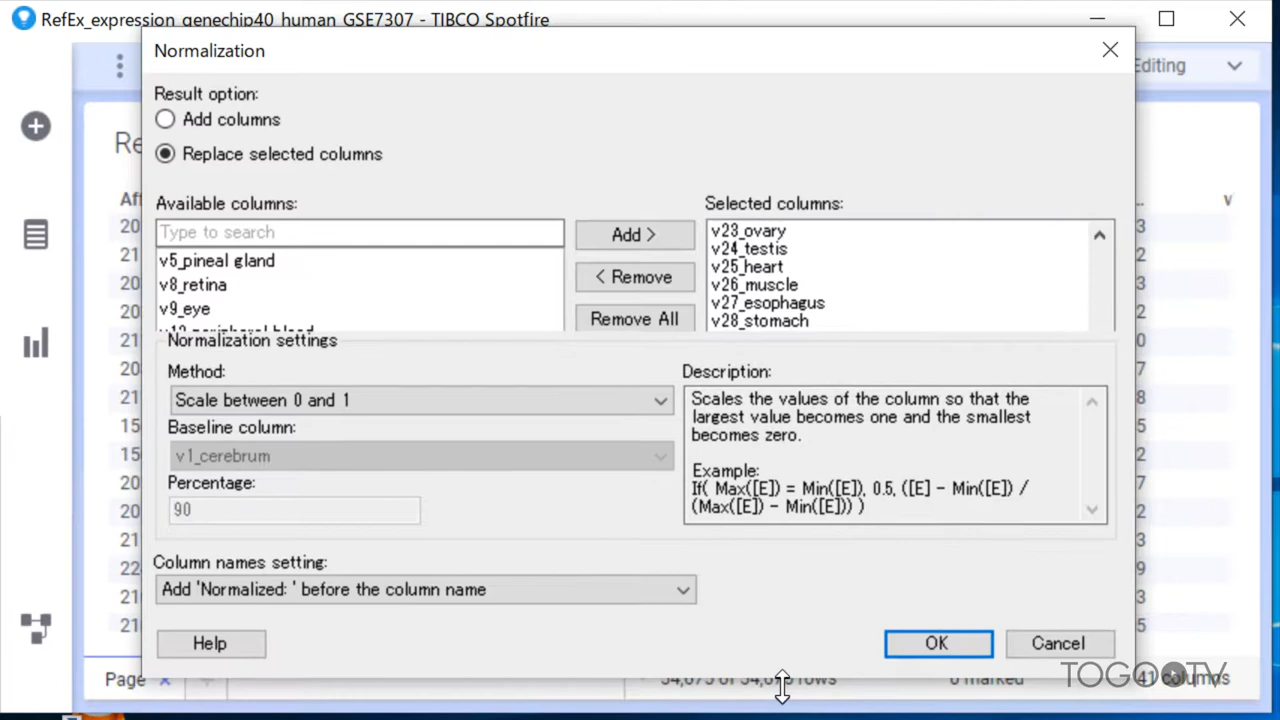 RefEx_expression_genechip40_human_GSE7307 - TIBCO Spotfire
Normalization
Editing
Result option:
Add columns
Replace selected columns
Re
Available columns:
Selected columns:
Aff
Type to search
Add >
< Remove
Remove All
v5_pineal gland
v8_retina
v9_eye
v23_ovary
v24_testis
v25_heart
v26_muscle
v27_esophagus
v28_stomach
Normalization settings
Method:
Scale between 0 and 1
Baseline column:
v1_cerebrum
Percentage:
90
Description:
Scales the values of the column so that the
largest value becomes one and the smallest
becomes zero.
Example:
If( Max([E]) = Min([E]), 0.5, ([E] - Min([E]) /
(Max([E]) - Min([E])) )
Column names setting:
Add 'Normalized: ' before the column name
Help
OK
Cancel
Page
rows
0 marked
41 columns
TOGOTV